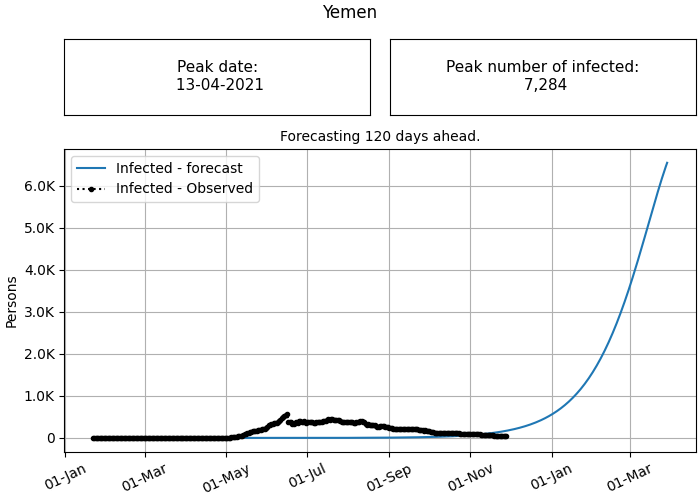 Yemen
Peak date:
13-04-2021
Peak number of infected:
7,284
Forecasting 120 days ahead.
Infected - forecast
Infected - Observed
Persons
6.0K
5.0K
4.0K
3.0K
2.0K
1.0K
0
01-Jan
01-Mar
01-May
01-Jul
01-Sep
01-Nov
01-Jan
01-Mar